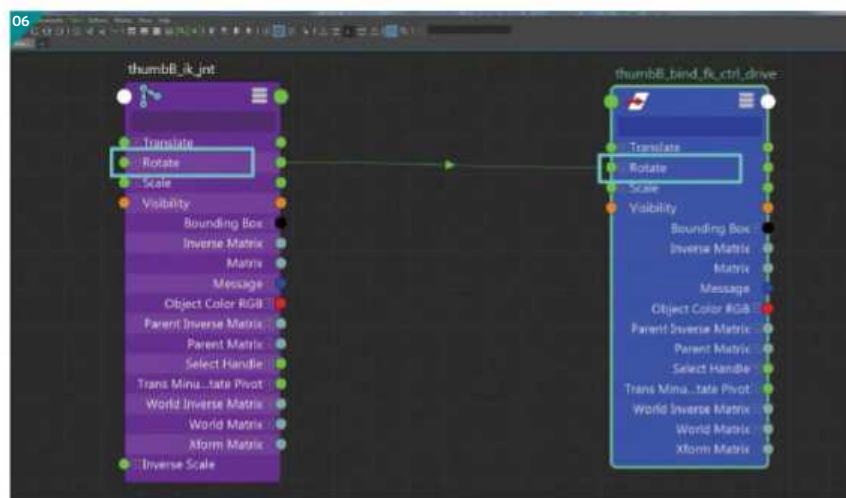 06
thumbB_ik_jnt
Translate
Rotate
Scale
Visibility
Bounding Box
Inverse Matrix
Matrix
Message
Object Color RGB
Parent Inverse Matrix
Parent Matrix
Select Handle
Trans Minu...tate Pivot
World Inverse Matrix
World Matrix
Xform Matrix
Inverse Scale
thumbB_bind_fk_ctrl_drive
Translate
Rotate
Scale
Visibility
Bounding Box
Inverse Matrix
Matrix
Message
Object Color RGB
Parent Inverse Matrix
Parent Matrix
Select Handle
Trans Minu...tate Pivot
World Inverse Matrix
World Matrix
Xform Matrix